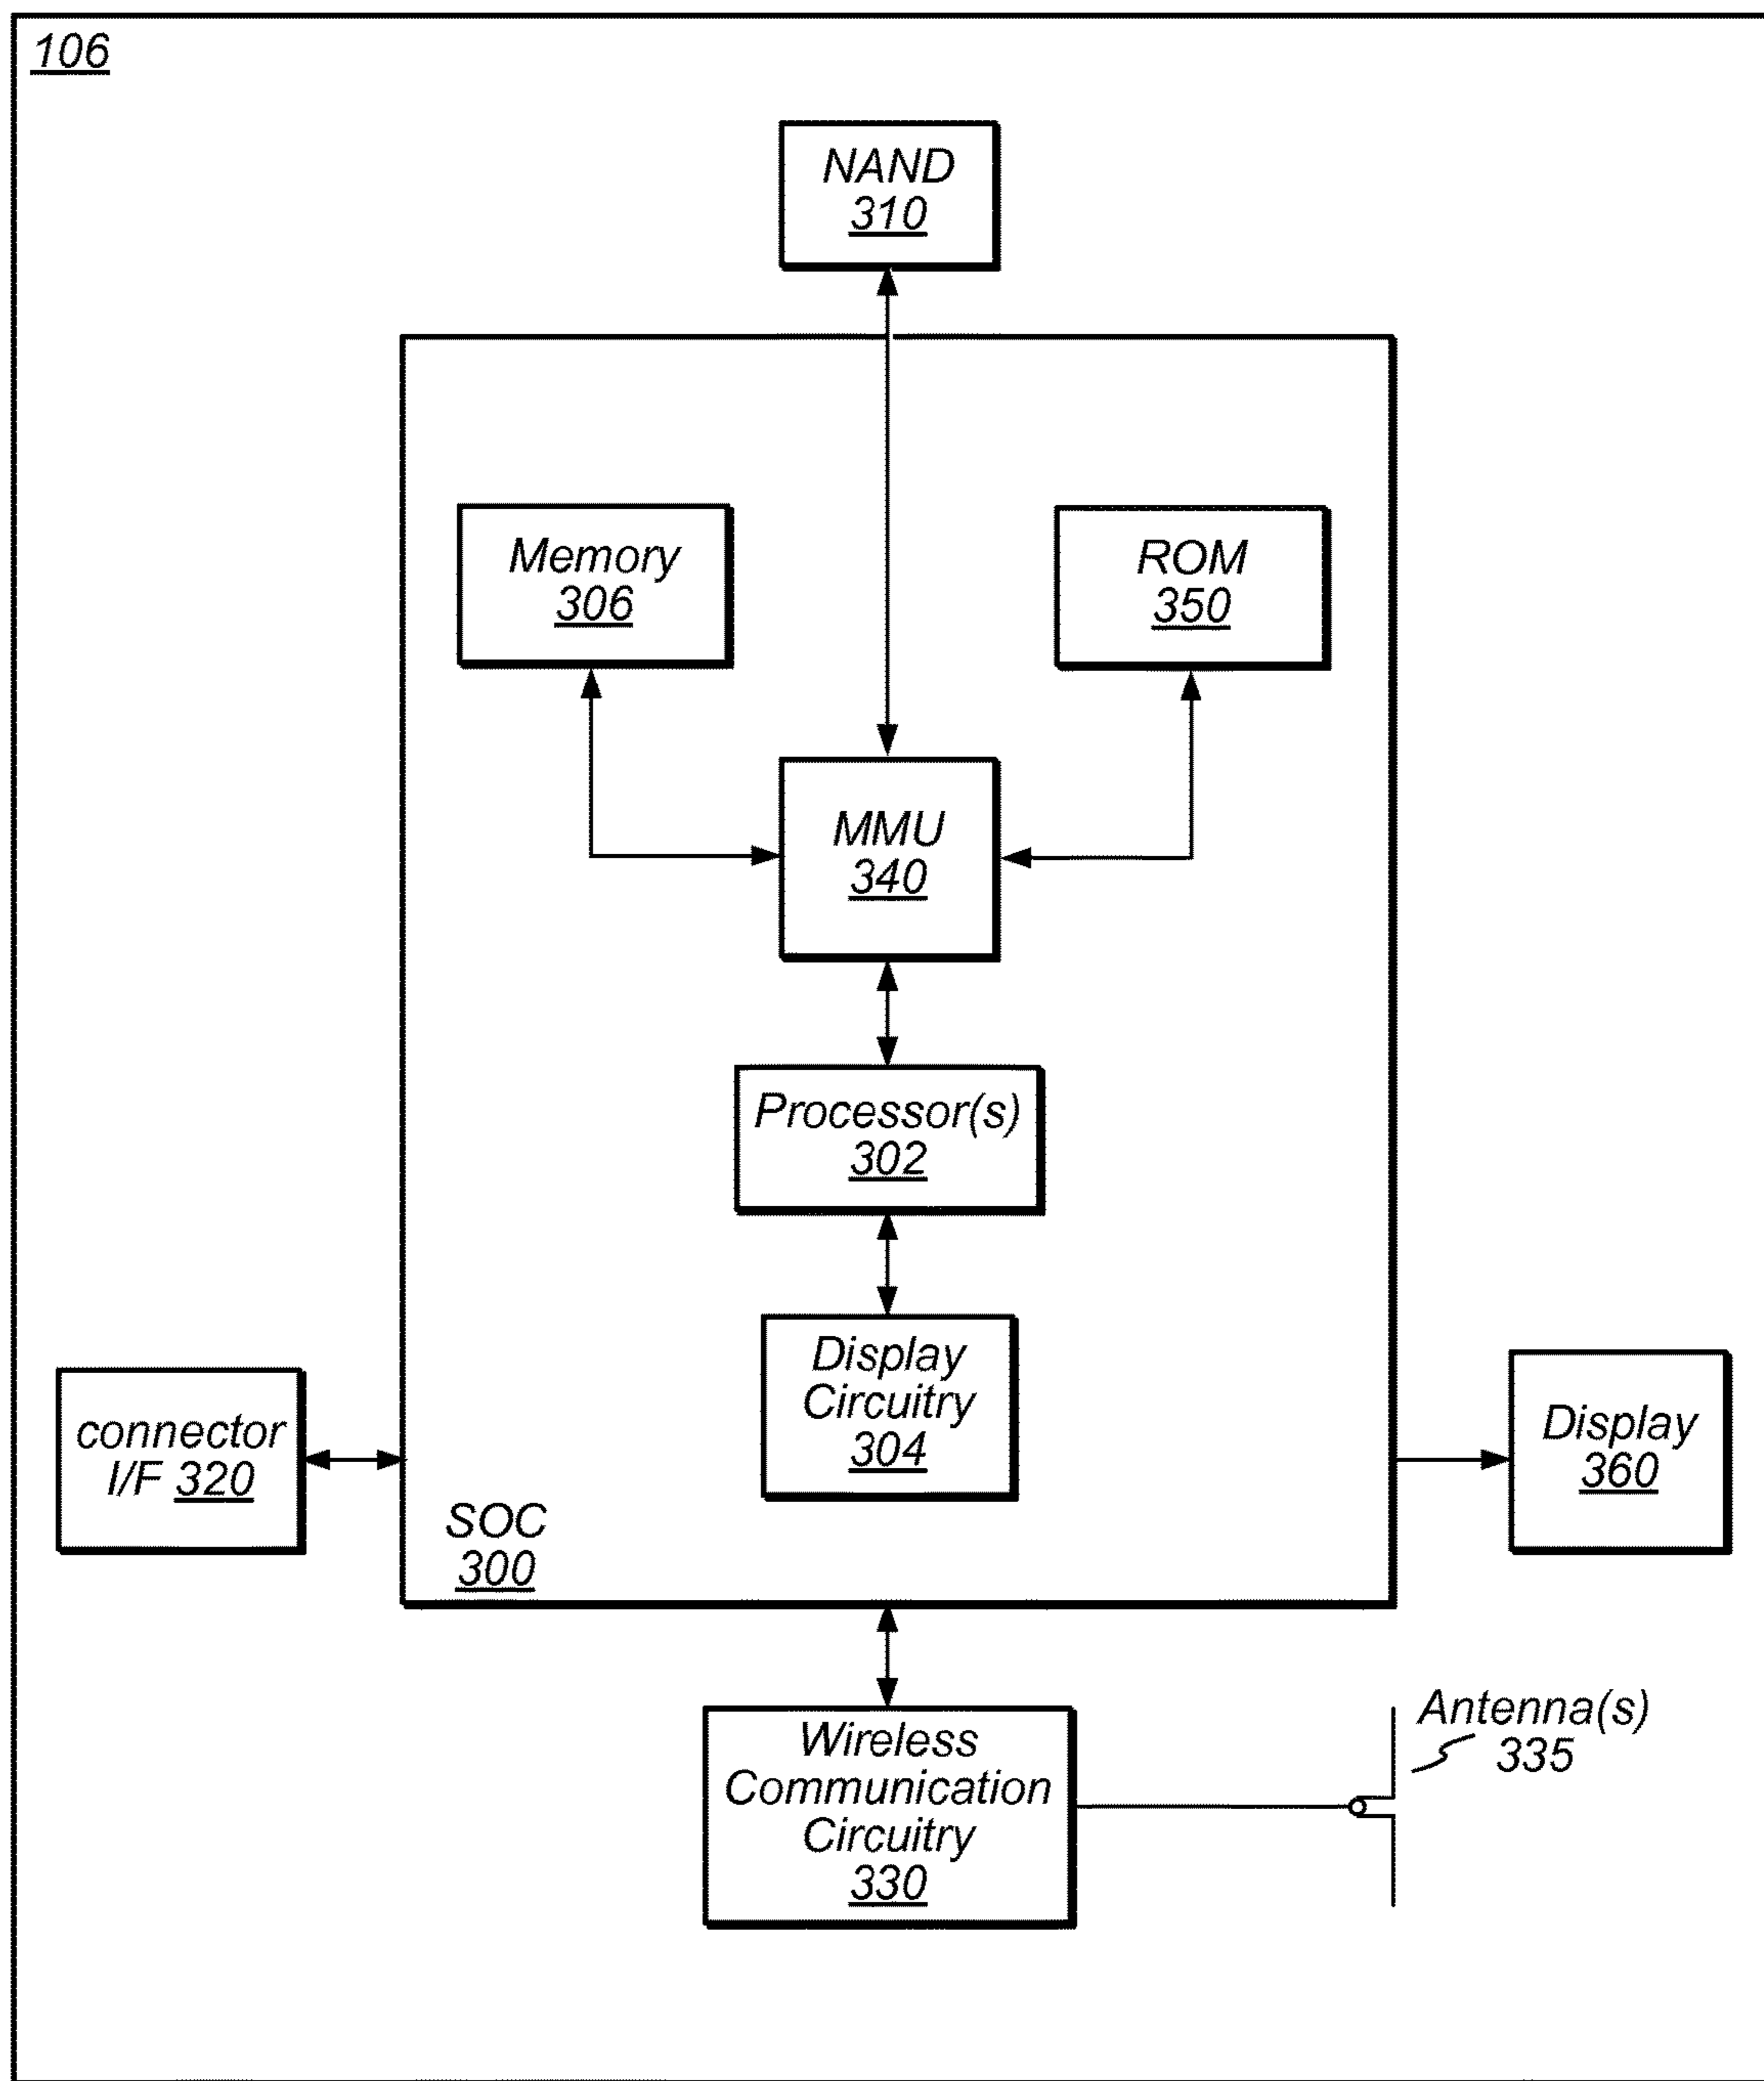 106
NAND
310
Memory
306
ROM
350
MMU
340
Processor(s)
302
Display
Circuitry
304
connector
I/F 320
Display
360
SOC
300
Wireless
Communication
Circuitry
330
Antenna(s)
335